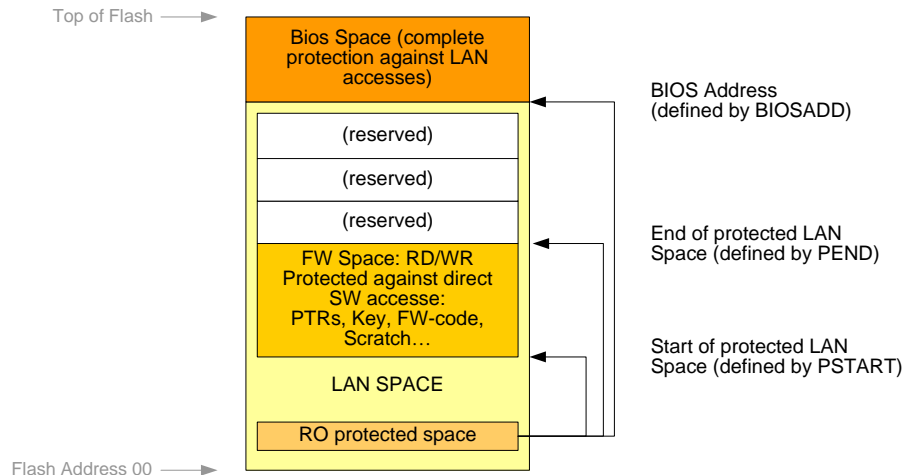 Top of Flash
Bios Space (complete
protection against LAN
accesses)
BIOS Address
(defined by BIOSADD)
(reserved)
(reserved)
(reserved)
End of protected LAN
Space (defined by PEND)
FW Space: RD/WR
Protected against direct
SW accesse:
PTRs, Key, FW-code,
Scratch…
Start of protected LAN
Space (defined by PSTART)
LAN SPACE
RO protected space
Flash Address 00